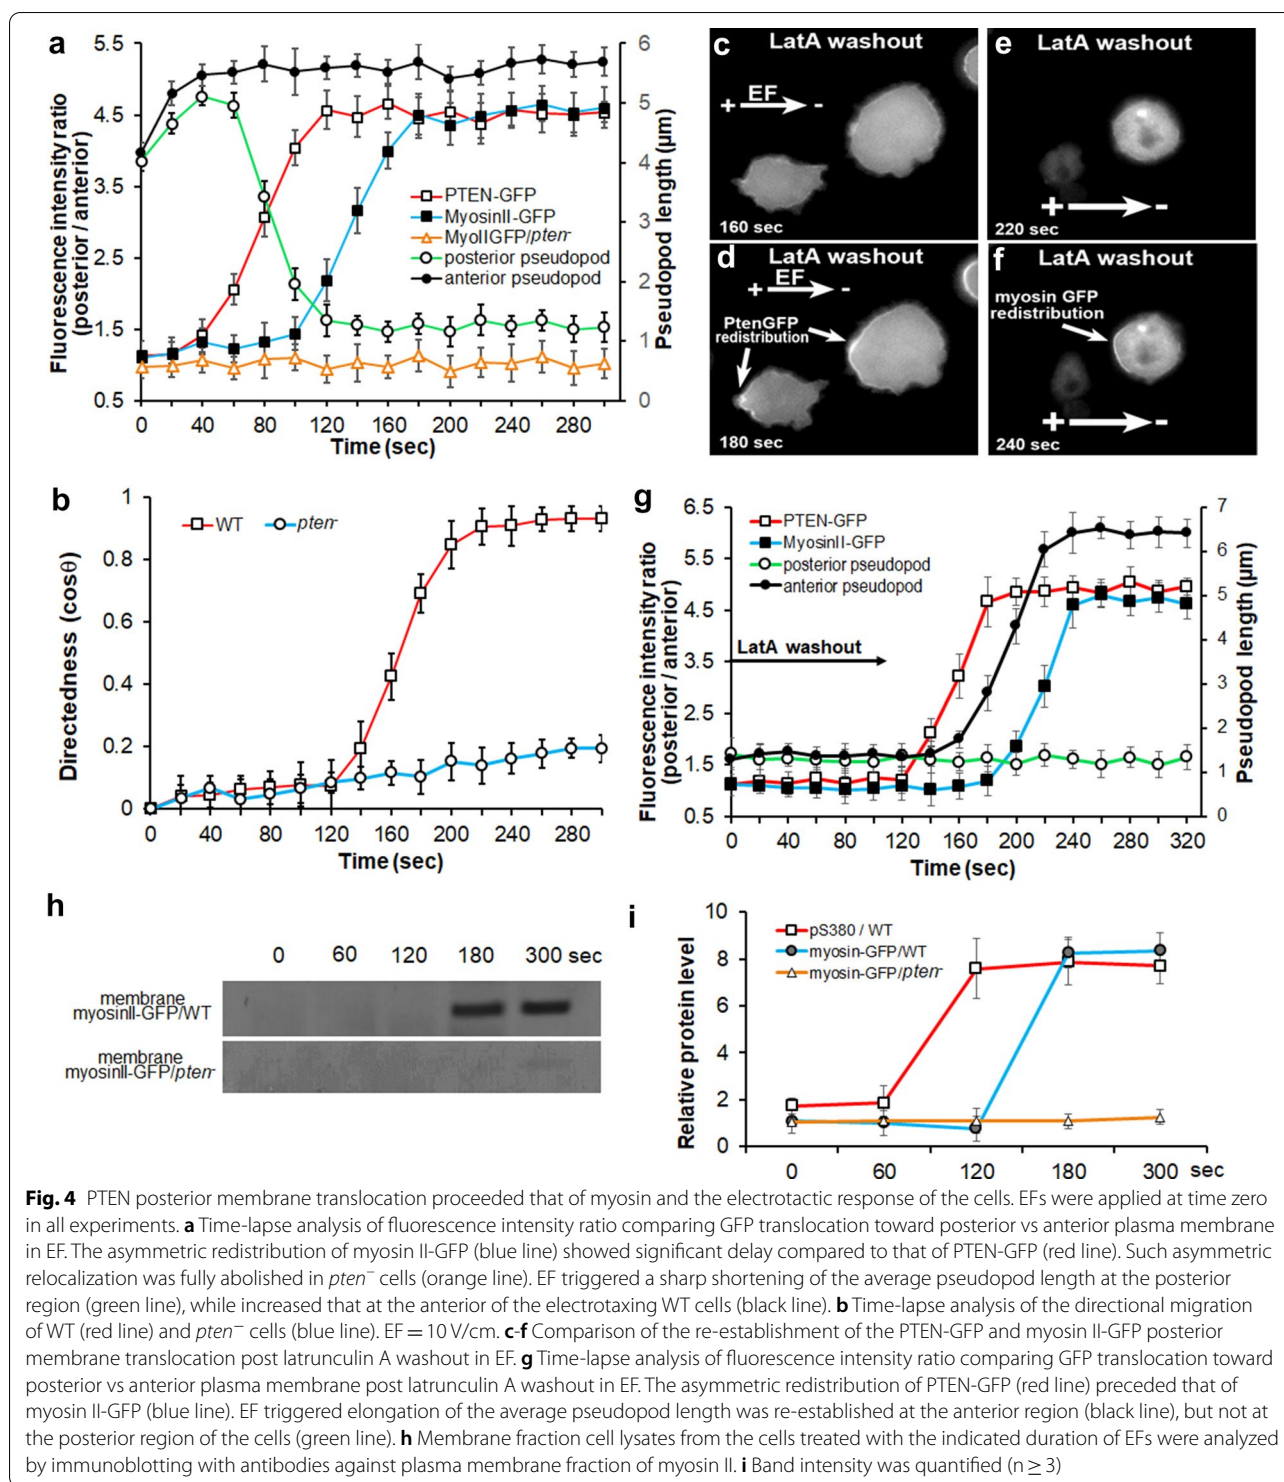 a
5.5
4.5
3.5
2.5
1.5
0.5
Fluorescence intensity ratio
(posterior / anterior)
6
5
4
3
2
1
0
Pseudopod length (μm)
PTEN-GFP
MyosinII-GFP
MyoIIGFP/pten-
posterior pseudopod
anterior pseudopod
0 40 80 120 160 200 240 280
Time (sec)
c
LatA washout
EF
+ -
160 sec
d
LatA washout
EF
+ -
PtenGFP
redistribution
180 sec
e
LatA washout
+ -
220 sec
f
LatA washout
myosin GFP
redistribution
+ -
240 sec
b
1
0.8
0.6
0.4
0.2
0
Directedness (cosθ)
WT pten-
0 40 80 120 160 200 240 280
Time (sec)
g
6.5
5.5
4.5
3.5
2.5
1.5
0.5
Fluorescence intensity ratio
(posterior / anterior)
7
6
5
4
3
2
1
0
Pseudopod length (μm)
PTEN-GFP
MyosinII-GFP
posterior pseudopod
anterior pseudopod
LatA washout
0 40 80 120 160 200 240 280 320
Time (sec)
h
0 60 120 180 300 sec
membrane
myosinII-GFP/WT
membrane
myosinII-GFP/pten-
i
10
8
6
4
2
0
Relative protein level
pS380 / WT
myosin-GFP/WT
myosin-GFP/pten-
0 60 120 180 300 sec
Fig. 4 PTEN posterior membrane translocation proceeded that of myosin and the electrotactic response of the cells. EFs were applied at time zero
in all experiments. a Time-lapse analysis of fluorescence intensity ratio comparing GFP translocation toward posterior vs anterior plasma membrane
in EF. The asymmetric redistribution of myosin II-GFP (blue line) showed significant delay compared to that of PTEN-GFP (red line). Such asymmetric
relocalization was fully abolished in pten− cells (orange line). EF triggered a sharp shortening of the average pseudopod length at the posterior
region (green line), while increased that at the anterior of the electrotaxing WT cells (black line). b Time-lapse analysis of the directional migration
of WT (red line) and pten− cells (blue line). EF = 10 V/cm. c-f Comparison of the re-establishment of the PTEN-GFP and myosin II-GFP posterior
membrane translocation post latrunculin A washout in EF. g Time-lapse analysis of fluorescence intensity ratio comparing GFP translocation toward
posterior vs anterior plasma membrane post latrunculin A washout in EF. The asymmetric redistribution of PTEN-GFP (red line) preceded that of
myosin II-GFP (blue line). EF triggered elongation of the average pseudopod length was re-established at the anterior region (black line), but not at
the posterior region of the cells (green line). h Membrane fraction cell lysates from the cells treated with the indicated duration of EFs were analyzed
by immunoblotting with antibodies against plasma membrane fraction of myosin II. i Band intensity was quantified (n ≥ 3)